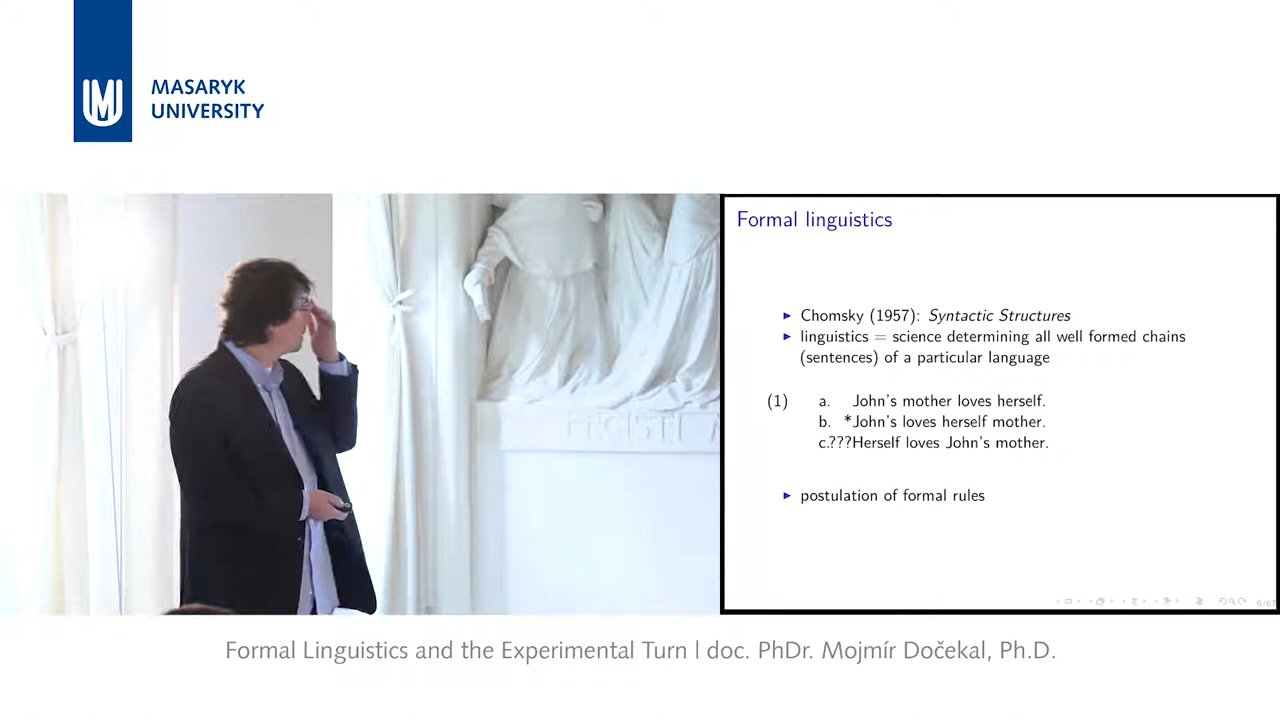 MASARYK
UNIVERSITY
Formal linguistics
▶ Chomsky (1957): Syntactic Structures
▶ linguistics = science determining all well formed chains
(sentences) of a particular language
(1) a. John's mother loves herself.
b. *John's loves herself mother.
c.???Herself loves John's mother.
▶ postulation of formal rules
9/67
Formal Linguistics and the Experimental Turn | doc. PhDr. Mojmír Dočekal, Ph.D.